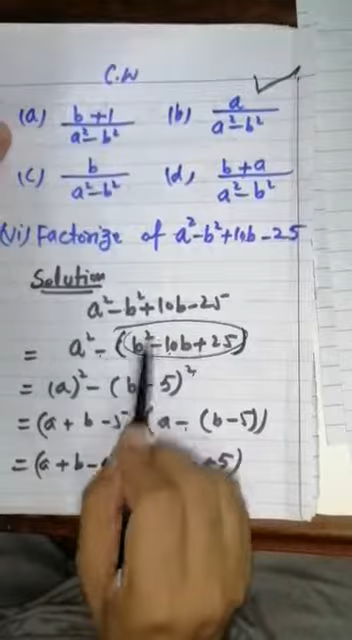 C.W
(a) b+1 / a²-b² (b) a / a²-b²
(c) b / a²-b² (d) b+a / a²-b²
(vi) Factorize of a²-b²+10b-25
Solution
a²-b²+10b-25
= a²-(b²-10b+25)
= (a)²-(b-5)²
= (a+b-5)(a-(b-5))
= (a+b- +5)